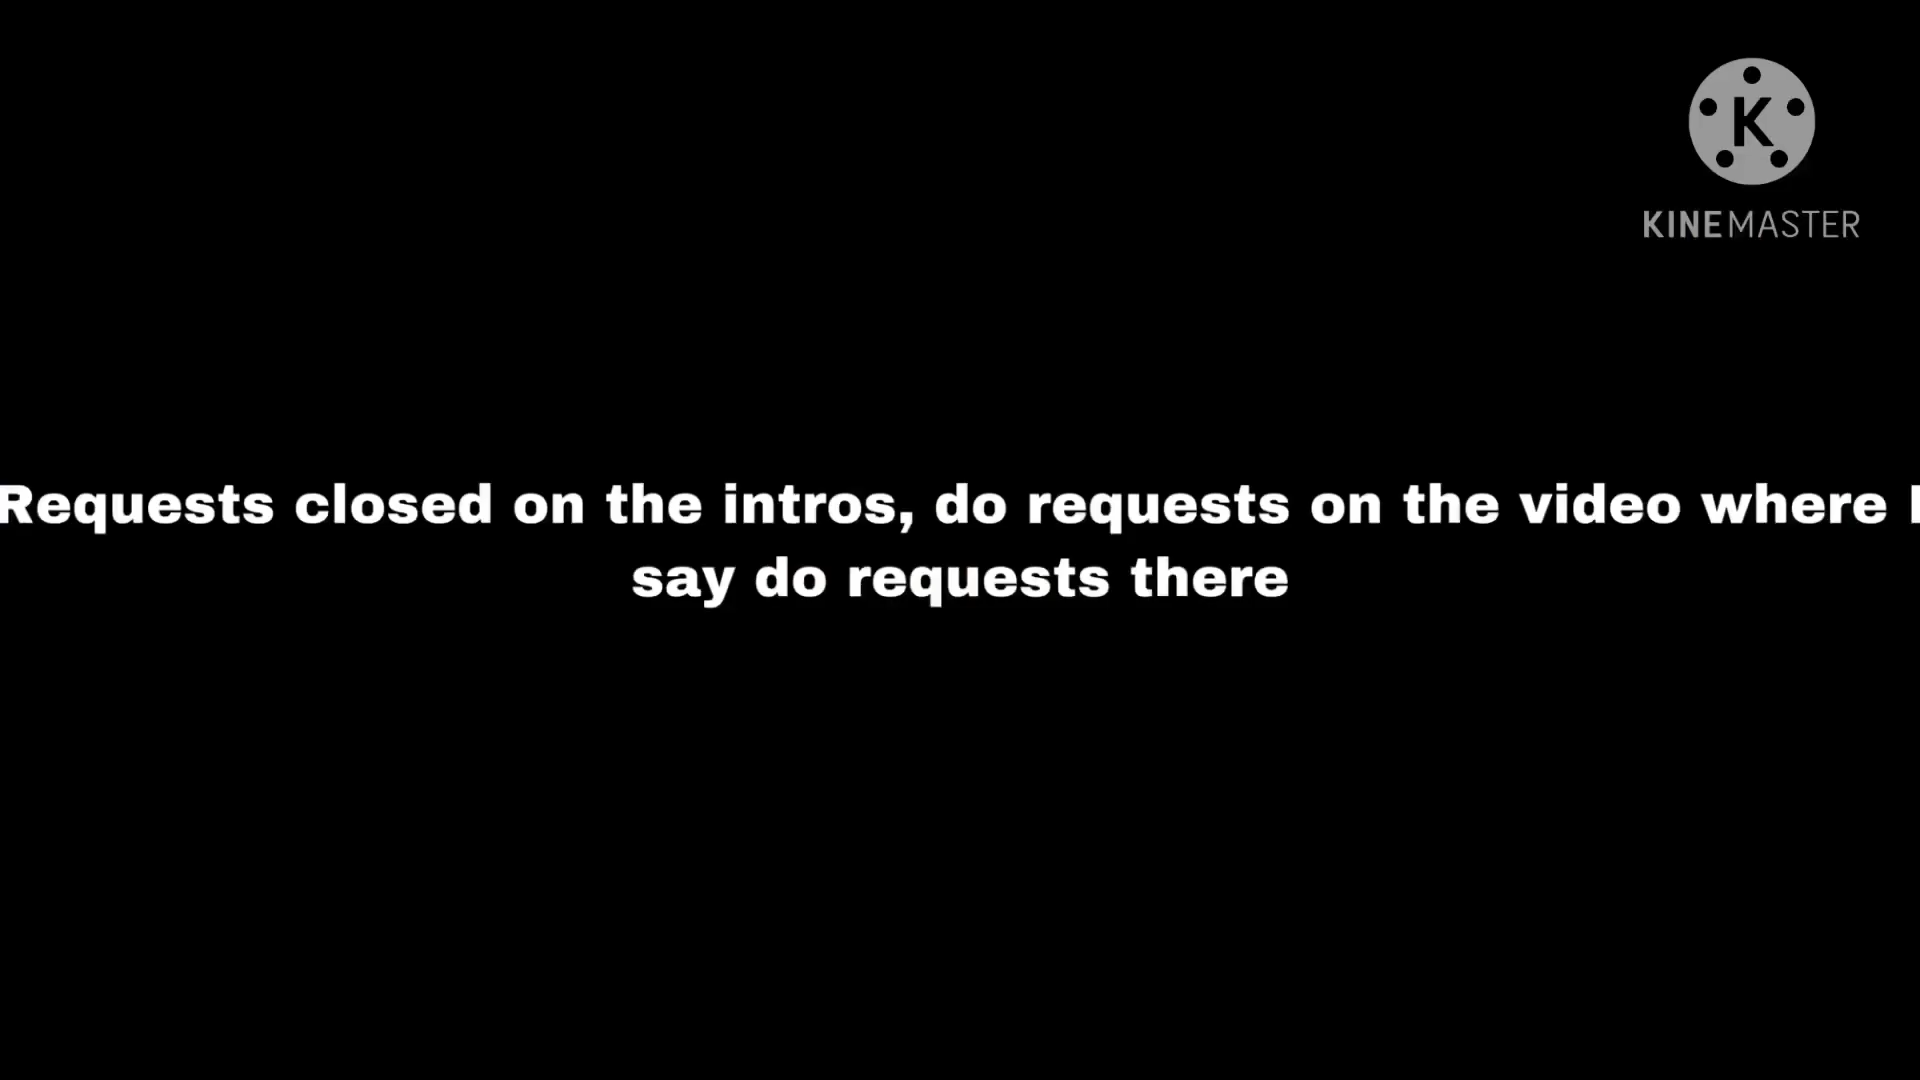 K
KINEMASTER
Requests closed on the intros, do requests on the video where I
say do requests there